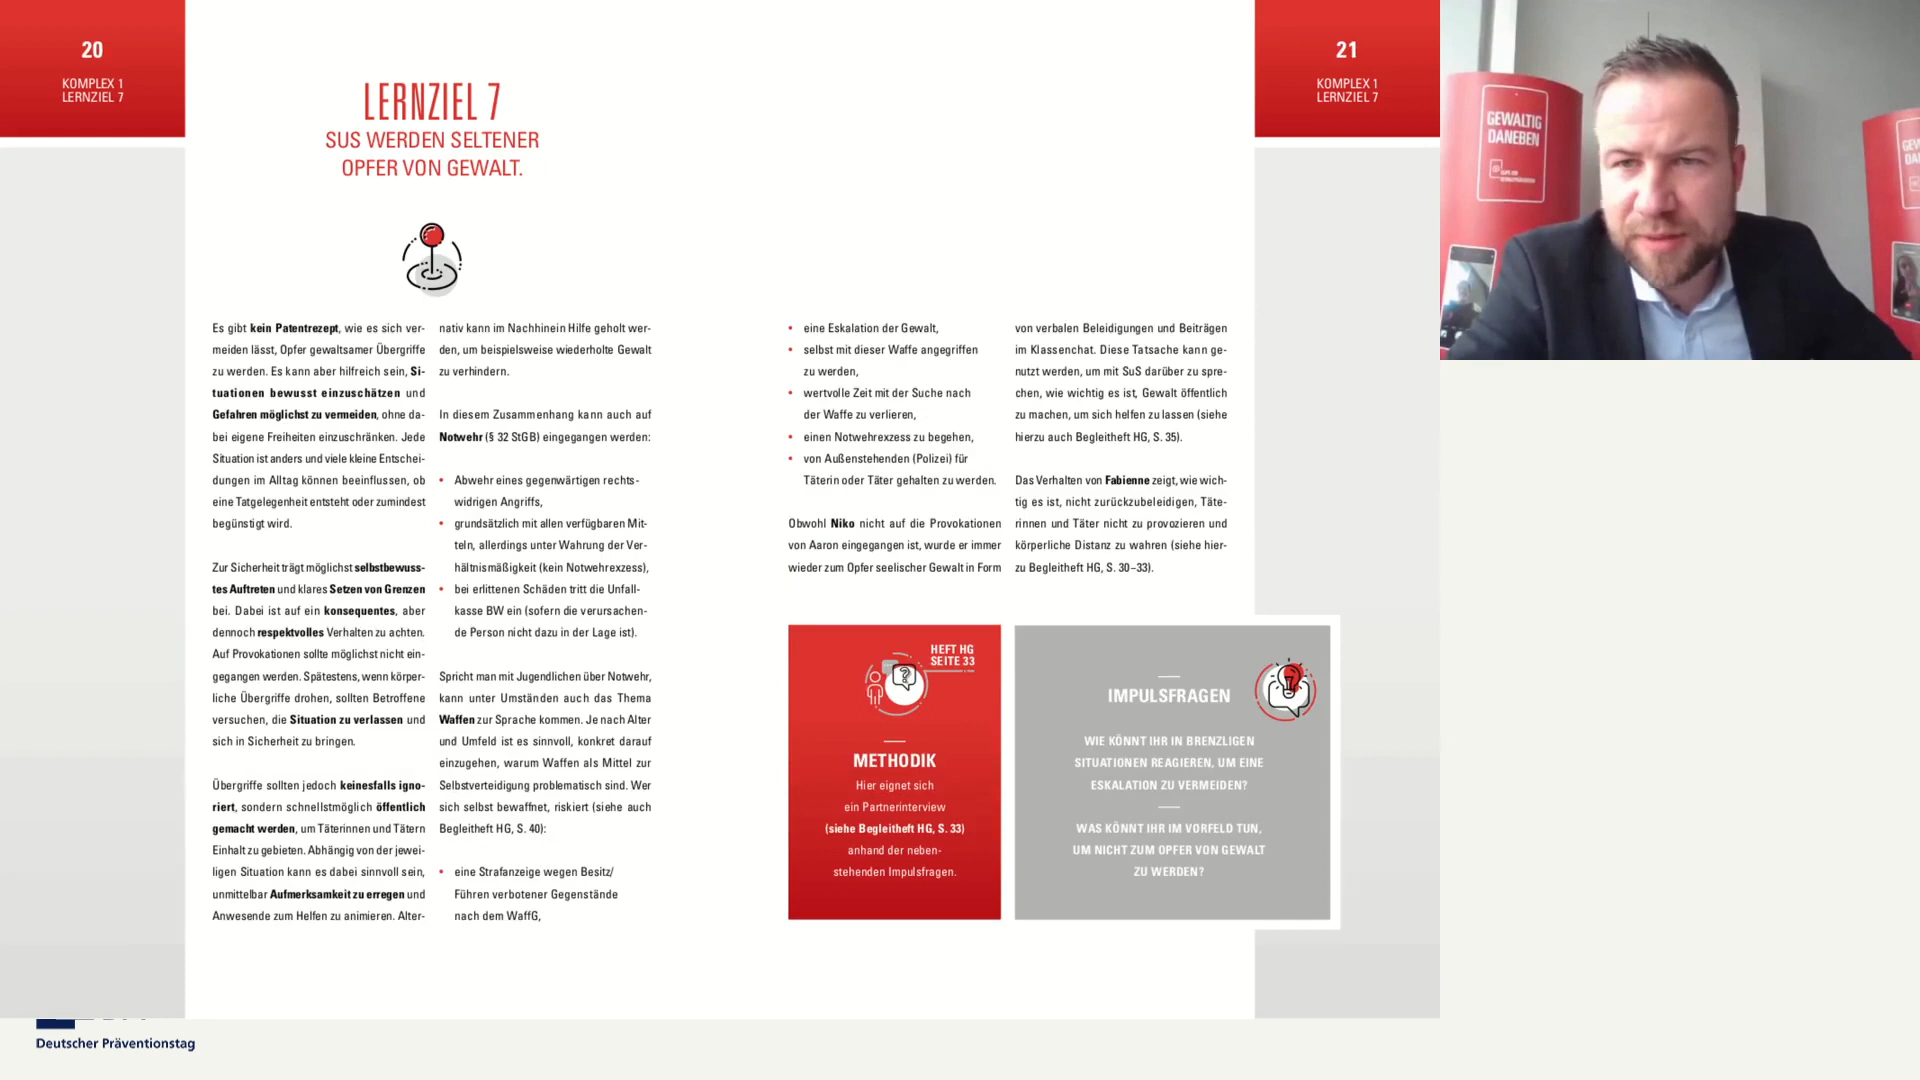 20
KOMPLEX 1
LERNZIEL 7
LERNZIEL 7
SUS WERDEN SELTENER
OPFER VON GEWALT.
Es gibt kein Patentrezept, wie es sich ver-
meiden lässt, Opfer gewaltsamer Übergriffe
zu werden. Es kann aber hilfreich sein, Si-
tuationen bewusst einzuschätzen und
Gefahren möglichst zu vermeiden, ohne da-
bei eigene Freiheiten einzuschränken. Jede
Situation ist anders und viele kleine Entschei-
dungen im Alltag können beeinflussen, ob
eine Tatgelegenheit entsteht oder zumindest
begünstigt wird.
Zur Sicherheit trägt möglichst selbstbewuss-
tes Auftreten und klares Setzen von Grenzen
bei. Dabei ist auf ein konsequentes, aber
dennoch respektvolles Verhalten zu achten.
Auf Provokationen sollte möglichst nicht ein-
gegangen werden. Spätestens, wenn körper-
liche Übergriffe drohen, sollten Betroffene
versuchen, die Situation zu verlassen und
sich in Sicherheit zu bringen.
Übergriffe sollten jedoch keinesfalls igno-
riert, sondern schnellstmöglich öffentlich
gemacht werden, um Täterinnen und Tätern
Einhalt zu gebieten. Abhängig von der jewei-
ligen Situation kann es dabei sinnvoll sein,
unmittelbar Aufmerksamkeit zu erregen und
Anwesende zum Helfen zu animieren. Alter-
nativ kann im Nachhinein Hilfe geholt wer-
den, um beispielsweise wiederholte Gewalt
zu verhindern.
In diesem Zusammenhang kann auch auf
Notwehr (§ 32 StGB) eingegangen werden:
• Abwehr eines gegenwärtigen rechts-
widrigen Angriffs,
• grundsätzlich mit allen verfügbaren Mit-
teln, allerdings unter Wahrung der Ver-
hältnismäßigkeit (kein Notwehrexzess),
• bei erlittenen Schäden tritt die Unfall-
kasse BW ein (sofern die verursachen-
de Person nicht dazu in der Lage ist).
Spricht man mit Jugendlichen über Notwehr,
kann unter Umständen auch das Thema
Waffen zur Sprache kommen. Je nach Alter
und Umfeld ist es sinnvoll, konkret darauf
einzugehen, warum Waffen als Mittel zur
Selbstverteidigung problematisch sind. Wer
sich selbst bewaffnet, riskiert (siehe auch
Begleitheft HG, S. 40):
• eine Strafanzeige wegen Besitz/
Führen verbotener Gegenstände
nach dem WaffG,
21
KOMPLEX 1
LERNZIEL 7
• eine Eskalation der Gewalt,
• selbst mit dieser Waffe angegriffen
zu werden,
• wertvolle Zeit mit der Suche nach
der Waffe zu verlieren,
• einen Notwehrexzess zu begehen,
• von Außenstehenden (Polizei) für
Täterin oder Täter gehalten zu werden.
Obwohl Niko nicht auf die Provokationen
von Aaron eingegangen ist, wurde er immer
wieder zum Opfer seelischer Gewalt in Form
von verbalen Beleidigungen und Beiträgen
im Klassenchat. Diese Tatsache kann ge-
nutzt werden, um mit SuS darüber zu spre-
chen, wie wichtig es ist, Gewalt öffentlich
zu machen, um sich helfen zu lassen (siehe
hierzu auch Begleitheft HG, S. 35).
Das Verhalten von Fabienne zeigt, wie wich-
tig es ist, nicht zurückzubeleidigen, Täte-
rinnen und Täter nicht zu provozieren und
körperliche Distanz zu wahren (siehe hier-
zu Begleitheft HG, S. 30–33).
HEFT HG
SEITE 33
METHODIK
Hier eignet sich
ein Partnerinterview
(siehe Begleitheft HG, S. 33)
anhand der neben-
stehenden Impulsfragen.
IMPULSFRAGEN
WIE KÖNNT IHR IN BRENZLIGEN
SITUATIONEN REAGIEREN, UM EINE
ESKALATION ZU VERMEIDEN?
WAS KÖNNT IHR IM VORFELD TUN,
UM NICHT ZUM OPFER VON GEWALT
ZU WERDEN?
GEWALTIG
DANEBEN
Deutscher Präventionstag